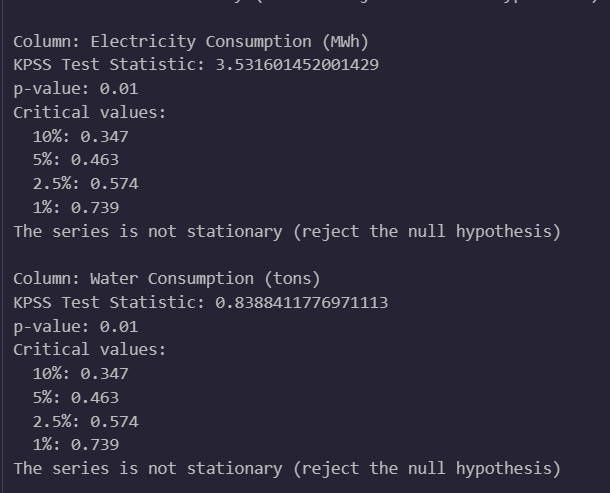 Column: Electricity Consumption (MWh)
KPSS Test Statistic: 3.531601452001429
p-value: 0.01
Critical values:
  10%: 0.347
  5%: 0.463
  2.5%: 0.574
  1%: 0.739
The series is not stationary (reject the null hypothesis)

Column: Water Consumption (tons)
KPSS Test Statistic: 0.8388411776971113
p-value: 0.01
Critical values:
  10%: 0.347
  5%: 0.463
  2.5%: 0.574
  1%: 0.739
The series is not stationary (reject the null hypothesis)